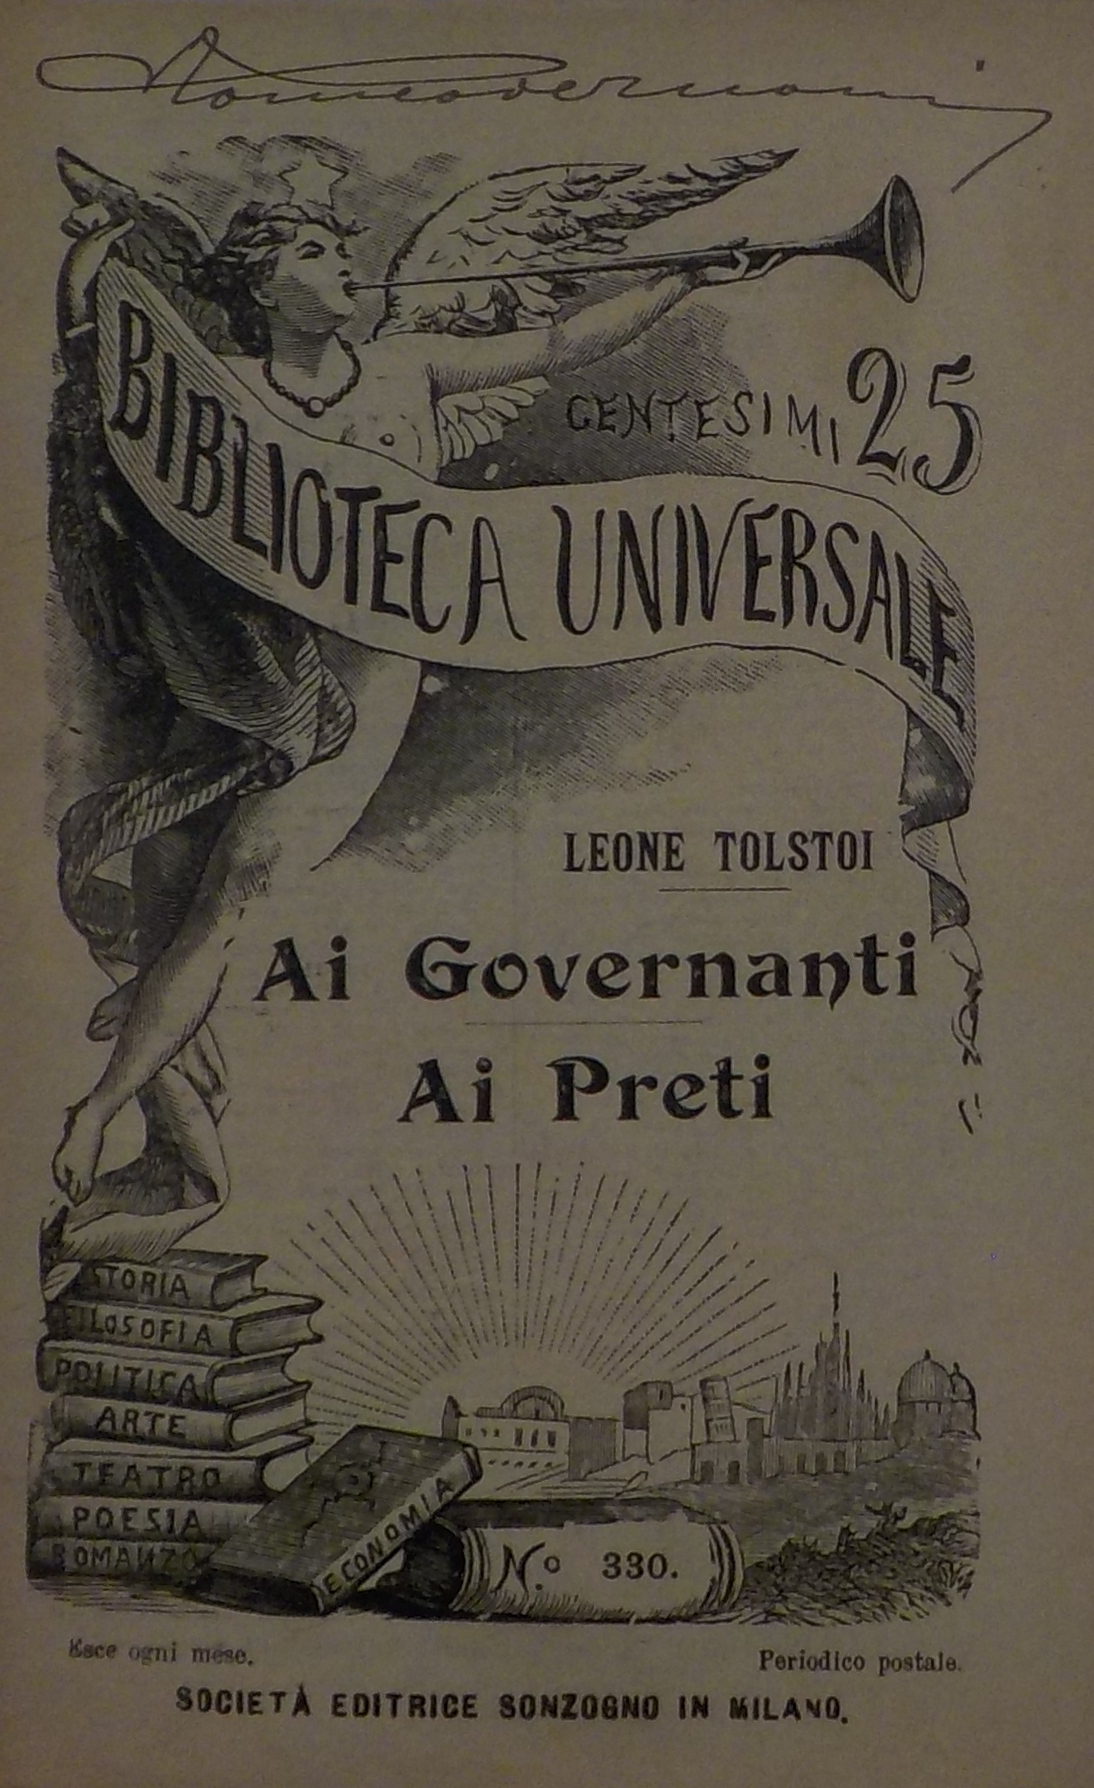 CENTESIMI 25
BIBLIOTECA UNIVERSALE
LEONE TOLSTOI
Ai Governanti
Ai Preti
STORIA
FILOSOFIA
POLITICA
ARTE
TEATRO
POESIA
ROMANZO
ECONOMIA
N.º 330.
Esce ogni mese.
Periodico postale.
SOCIETÀ EDITRICE SONZOGNO IN MILANO.